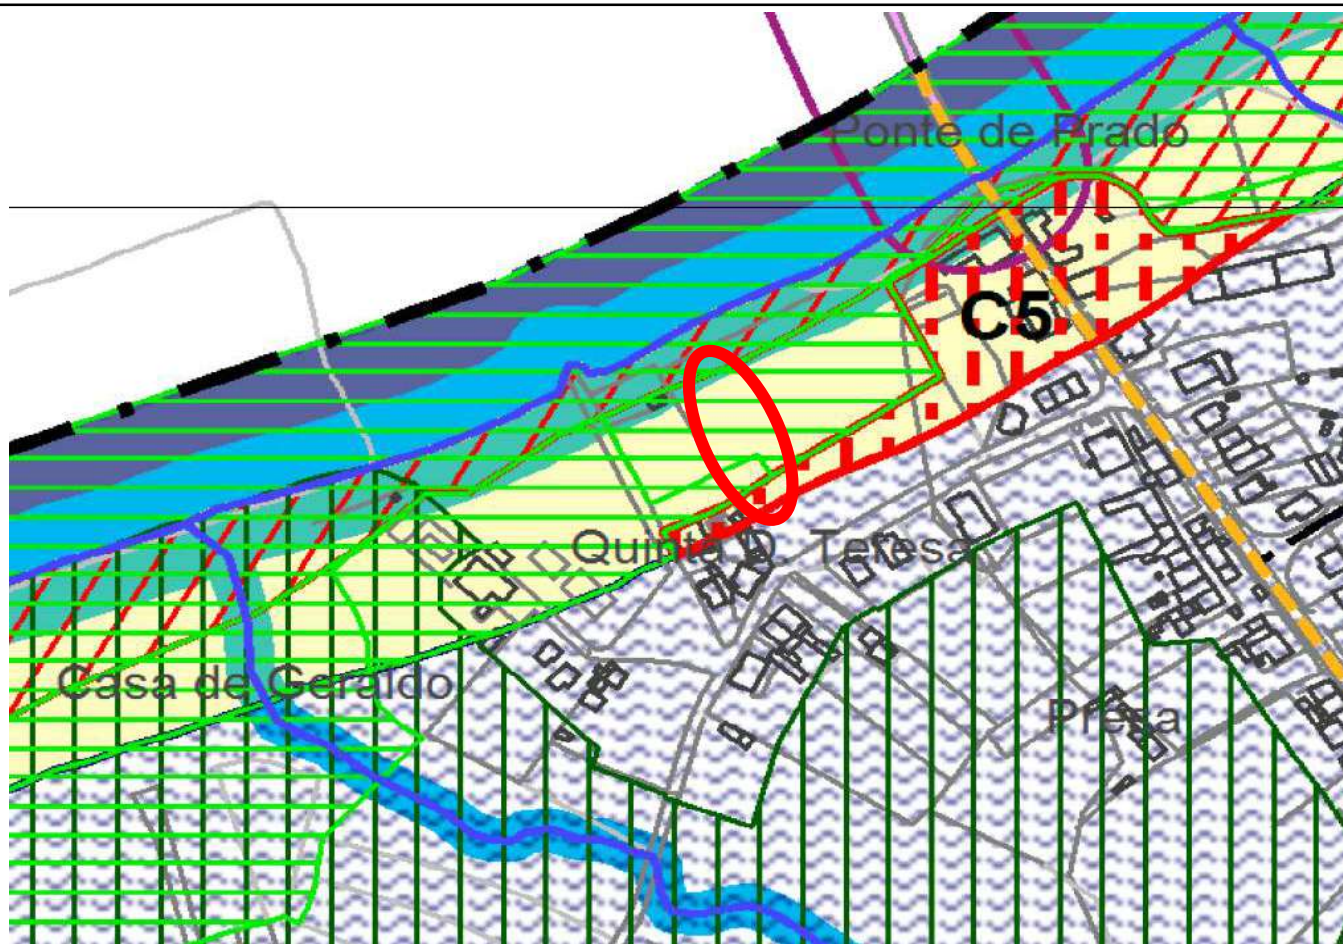 Ponte de Prado
C5
Quinta D. Teresa
Casa de Geraldo
Presa